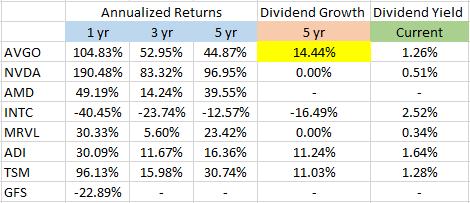 Annualized Returns Dividend Growth Dividend Yield
1 yr 3 yr 5 yr 5 yr Current
AVGO 104.83% 52.95% 44.87% 14.44% 1.26%
NVDA 190.48% 83.32% 96.95% 0.00% 0.51%
AMD 49.19% 14.24% 39.55% - -
INTC -40.45% -23.74% -12.57% -16.49% 2.52%
MRVL 30.33% 5.60% 23.42% 0.00% 0.34%
ADI 30.09% 11.67% 16.36% 11.24% 1.64%
TSM 96.13% 15.98% 30.74% 11.03% 1.28%
GFS -22.89% - - - -